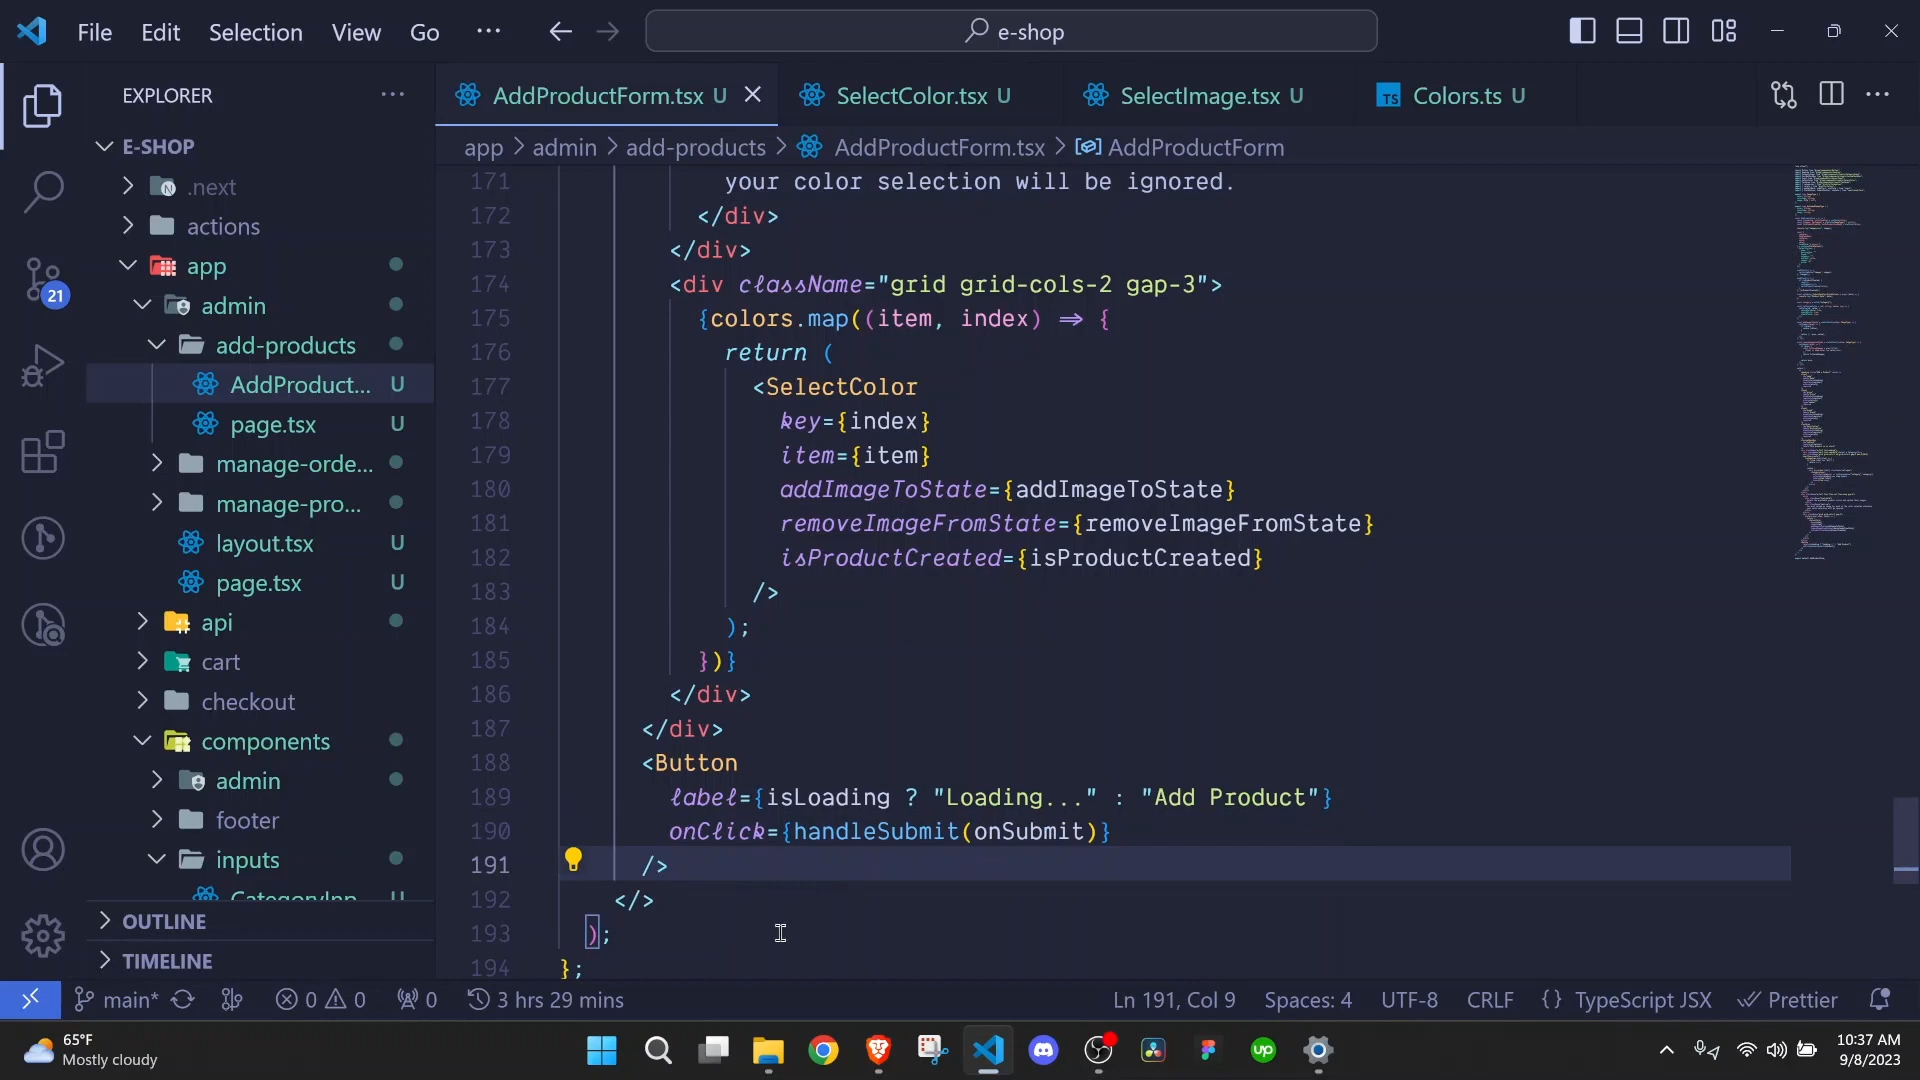 File Edit Selection View Go ··· e-shop
EXPLORER ···
E-SHOP
.next
actions
app
admin
add-products
AddProduct... U
page.tsx U
manage-orde...
manage-pro...
layout.tsx U
page.tsx U
api
cart
checkout
components
admin
footer
inputs
CategoryInp... U
OUTLINE
TIMELINE
21
AddProductForm.tsx U
SelectColor.tsx U
SelectImage.tsx U
TS Colors.ts U
app > admin > add-products > AddProductForm.tsx > AddProductForm
171 your color selection will be ignored.
172 </div>
173 </div>
174 <div className="grid grid-cols-2 gap-3">
175 {colors.map((item, index) => {
176 return (
177 <SelectColor
178 key={index}
179 item={item}
180 addImageToState={addImageToState}
181 removeImageFromState={removeImageFromState}
182 isProductCreated={isProductCreated}
183 />
184 );
185 })}
186 </div>
187 </div>
188 <Button
189 label={isLoading ? "Loading..." : "Add Product"}
190 onClick={handleSubmit(onSubmit)}
191 />
192 </>
193 );
194 };
main* 0 0 0 3 hrs 29 mins Ln 191, Col 9 Spaces: 4 UTF-8 CRLF {} TypeScript JSX Prettier
65°F
Mostly cloudy
up
10:37 AM
9/8/2023